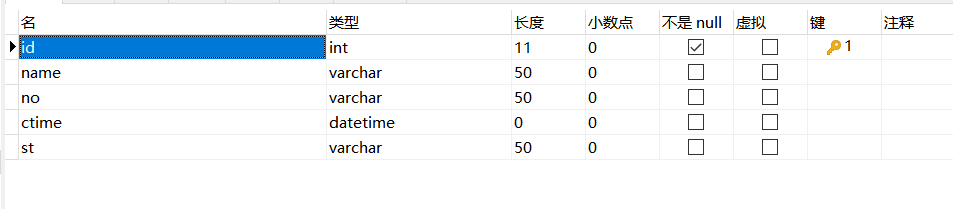 名 类型 长度 小数点 不是 null 虚拟 键 注释
id int 11 0 1
name varchar 50 0
no varchar 50 0
ctime datetime 0 0
st varchar 50 0